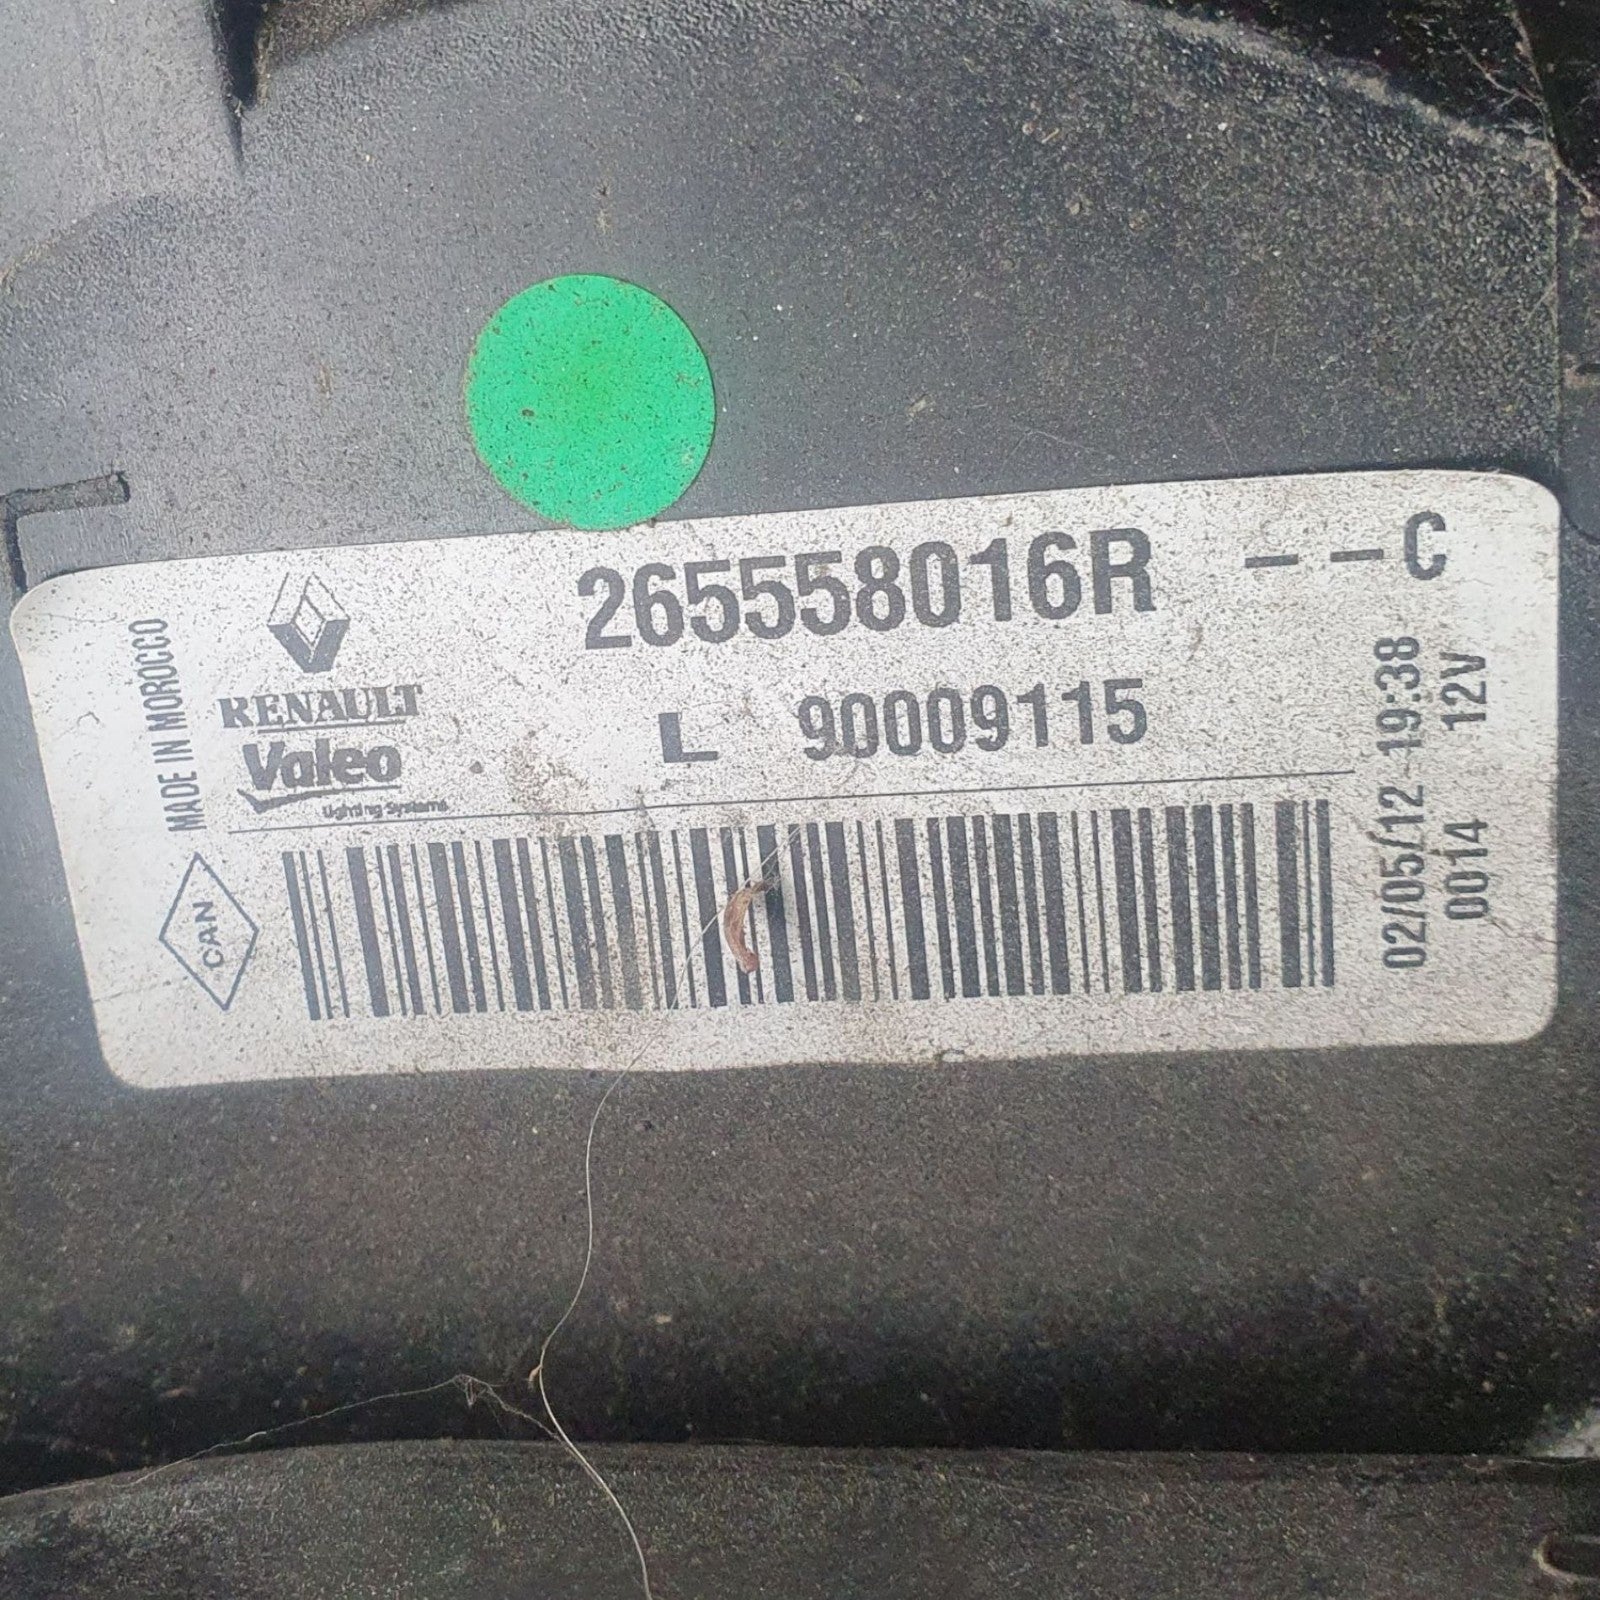 265558016R --C
RENAULT
Valeo
Lighting Systems
L 90009115
MADE IN MOROCCO
CAN
02/05/12 19:38
0014 12V